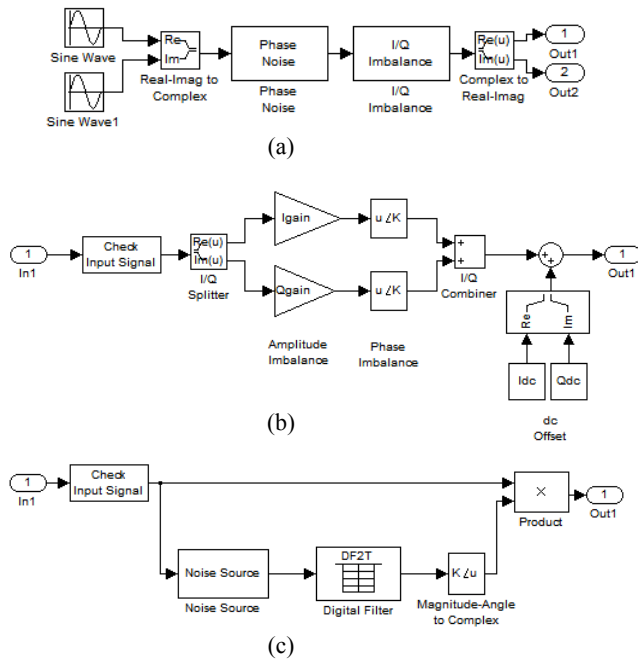 Sine Wave
Sine Wave1
Re
Im
Real-Imag to
Complex
Phase
Noise
Phase
Noise
I/Q
Imbalance
I/Q
Imbalance
Re(u)
Im(u)
Complex to
Real-Imag
1
Out1
2
Out2
(a)
1
In1
Check
Input Signal
Re(u)
Im(u)
I/Q
Splitter
Igain
Qgain
Amplitude
Imbalance
u∠K
u∠K
Phase
Imbalance
+
+
I/Q
Combiner
+
+
1
Out1
Re
Im
Idc
Qdc
dc
Offset
(b)
1
In1
Check
Input Signal
Noise Source
Noise Source
DF2T
Digital Filter
K∠u
Magnitude-Angle
to Complex
×
Product
1
Out1
(c)